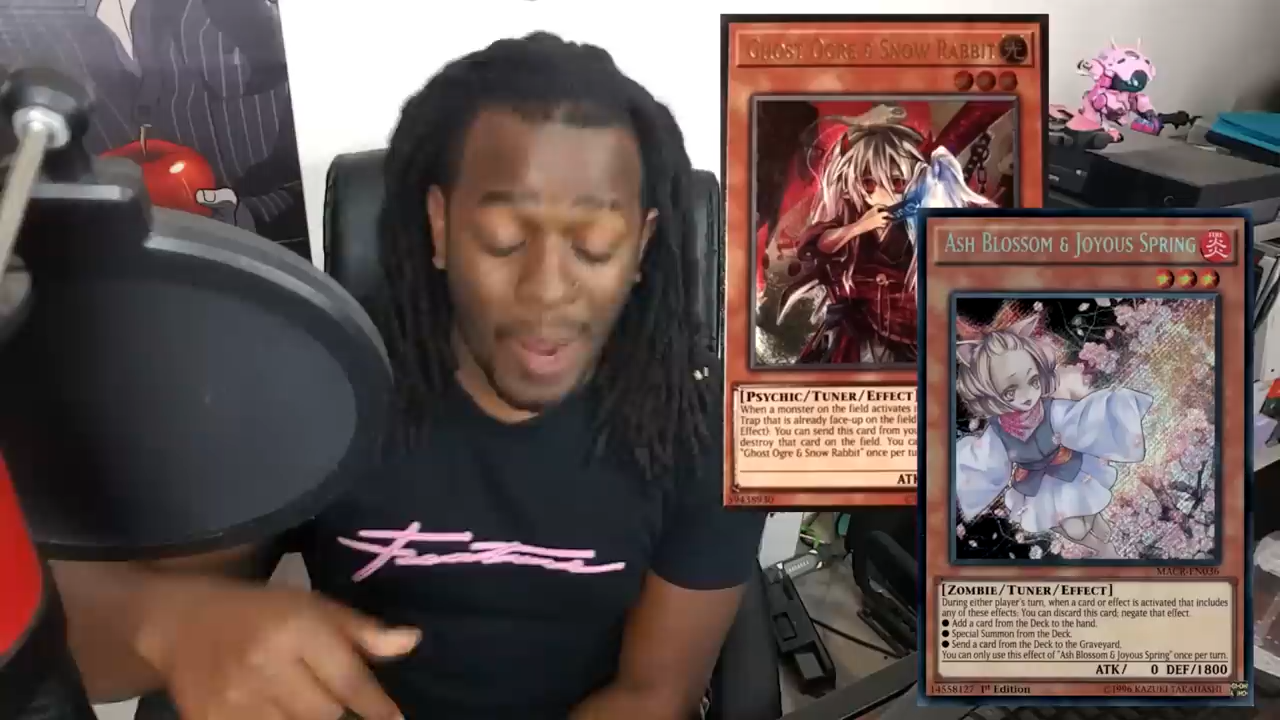 GHOST OGRE & SNOW RABBIT
光
[PSYCHIC/TUNER/EFFECT]
When a monster on the field activates
Trap that is already face-up on the field
Effect): You can send this card from you
destroy that card on the field. You ca
"Ghost Ogre & Snow Rabbit" once per tu
ATK
59438930
ASH BLOSSOM & JOYOUS SPRING
FIRE
炎
MACR-EN036
[ZOMBIE/TUNER/EFFECT]
During either player's turn, when a card or effect is activated that includes
any of these effects: You can discard this card; negate that effect.
● Add a card from the Deck to the hand.
● Special Summon from the Deck.
● Send a card from the Deck to the Graveyard.
You can only use this effect of "Ash Blossom & Joyous Spring" once per turn.
ATK/ 0 DEF/1800
14558127 1st Edition ©1996 KAZUKI TAKAHASHI